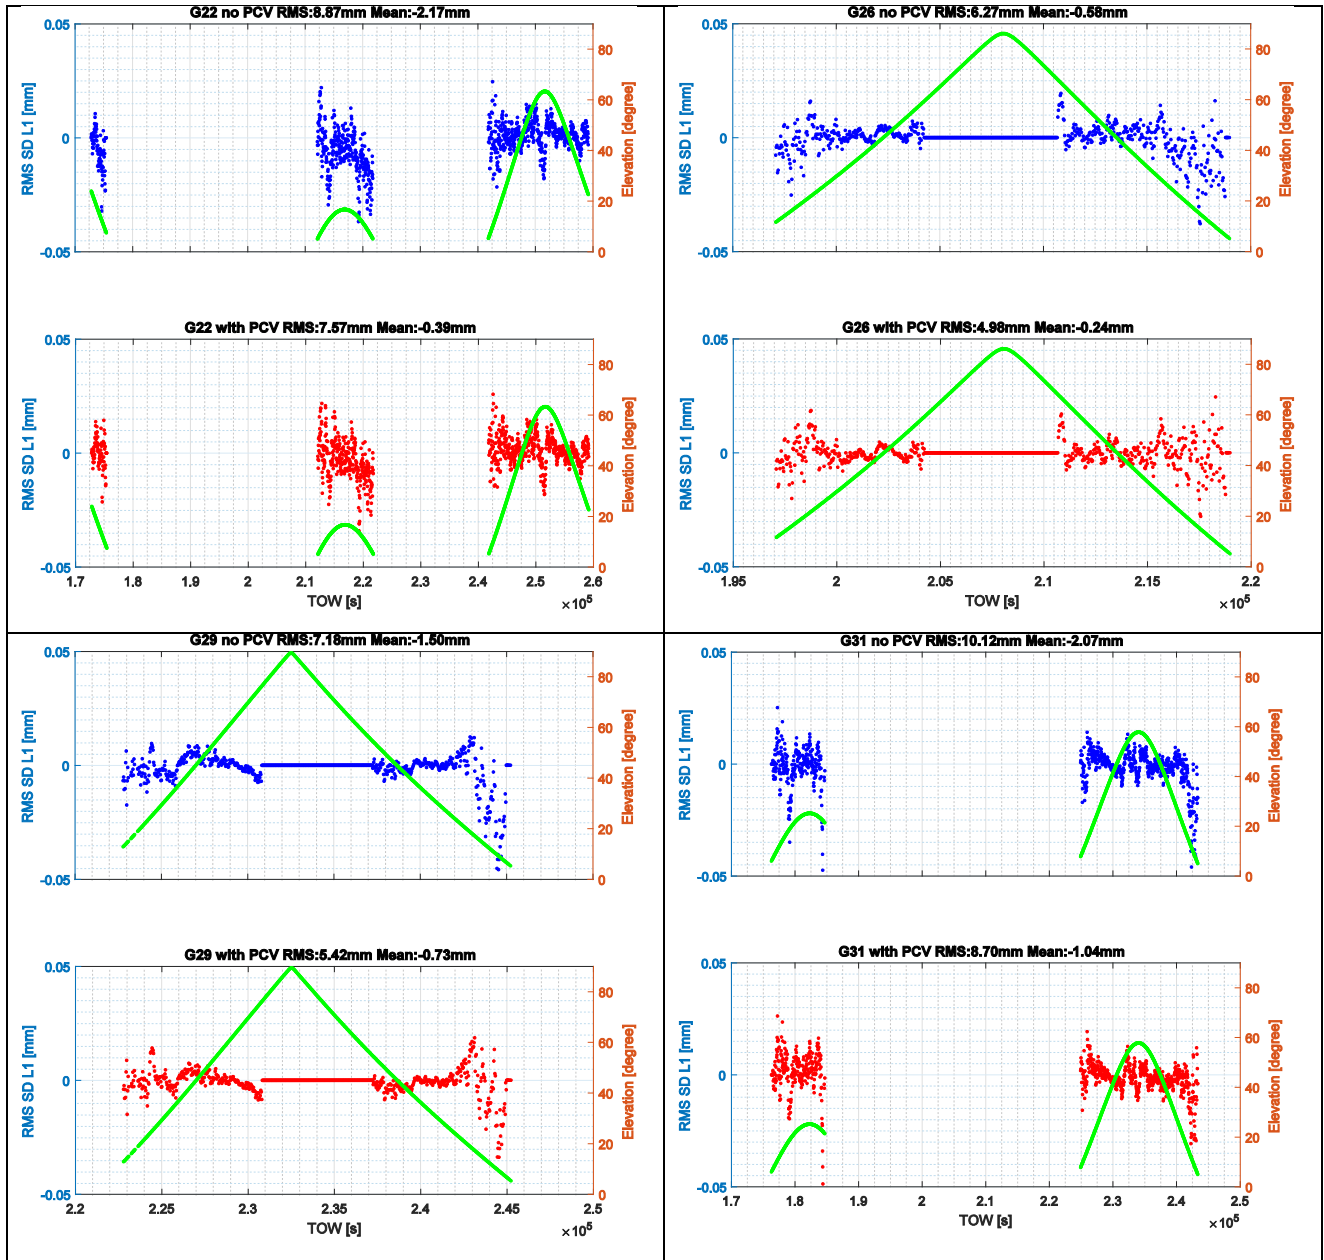 G22 no PCV RMS:8.87mm Mean:-2.17mm
0.05
0
-0.05
RMS SD L1 [mm]
80
60
40
20
0
Elevation [degree]
G22 with PCV RMS:7.57mm Mean:-0.39mm
0.05
0
-0.05
RMS SD L1 [mm]
80
60
40
20
0
Elevation [degree]
1.7 1.8 1.9 2 2.1 2.2 2.3 2.4 2.5 2.6
TOW [s]
×10^5
G26 no PCV RMS:6.27mm Mean:-0.58mm
0.05
0
-0.05
RMS SD L1 [mm]
80
60
40
20
0
Elevation [degree]
G26 with PCV RMS:4.98mm Mean:-0.24mm
0.05
0
-0.05
RMS SD L1 [mm]
80
60
40
20
0
Elevation [degree]
1.95 2 2.05 2.1 2.15 2.2
TOW [s]
×10^5
G29 no PCV RMS:7.18mm Mean:-1.50mm
0.05
0
-0.05
RMS SD L1 [mm]
80
60
40
20
0
Elevation [degree]
G29 with PCV RMS:5.42mm Mean:-0.73mm
0.05
0
-0.05
RMS SD L1 [mm]
80
60
40
20
0
Elevation [degree]
2.2 2.25 2.3 2.35 2.4 2.45 2.5
TOW [s]
×10^5
G31 no PCV RMS:10.12mm Mean:-2.07mm
0.05
0
-0.05
RMS SD L1 [mm]
80
60
40
20
0
Elevation [degree]
G31 with PCV RMS:8.70mm Mean:-1.04mm
0.05
0
-0.05
RMS SD L1 [mm]
80
60
40
20
0
Elevation [degree]
1.7 1.8 1.9 2 2.1 2.2 2.3 2.4 2.5
TOW [s]
×10^5